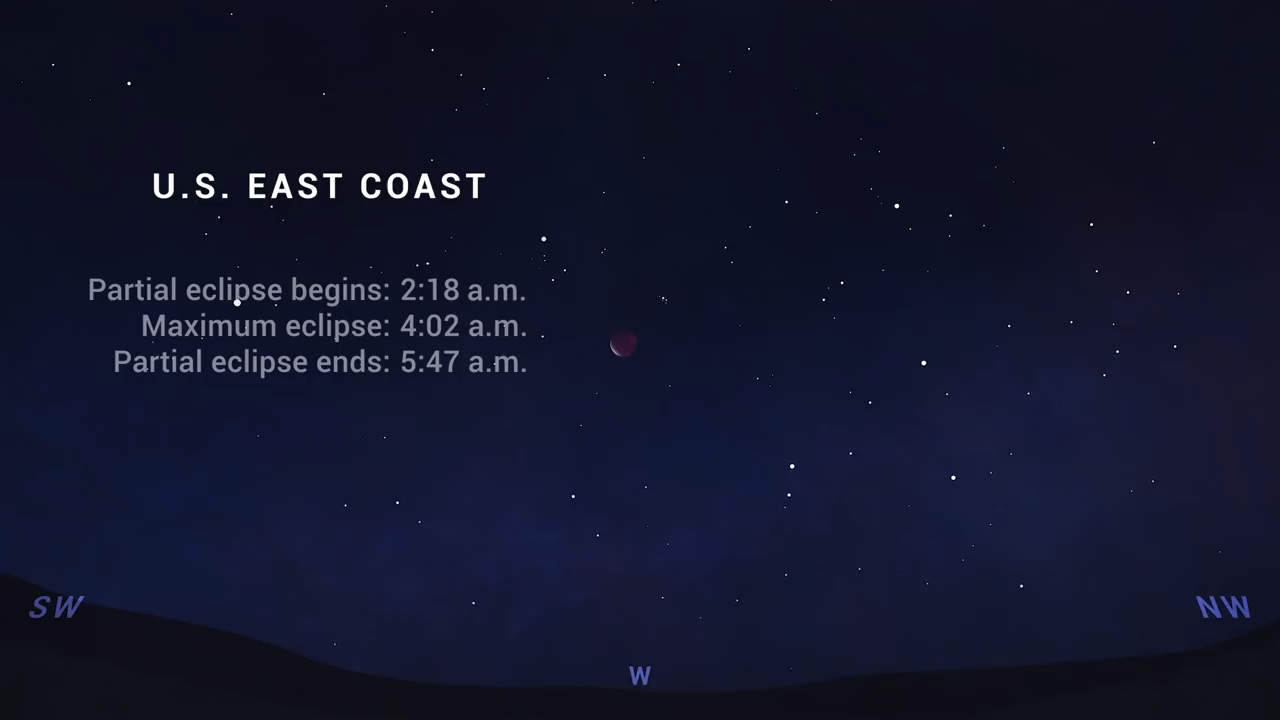 U.S. EAST COAST
Partial eclipse begins: 2:18 a.m.
Maximum eclipse: 4:02 a.m.
Partial eclipse ends: 5:47 a.m.
SW
NW
W